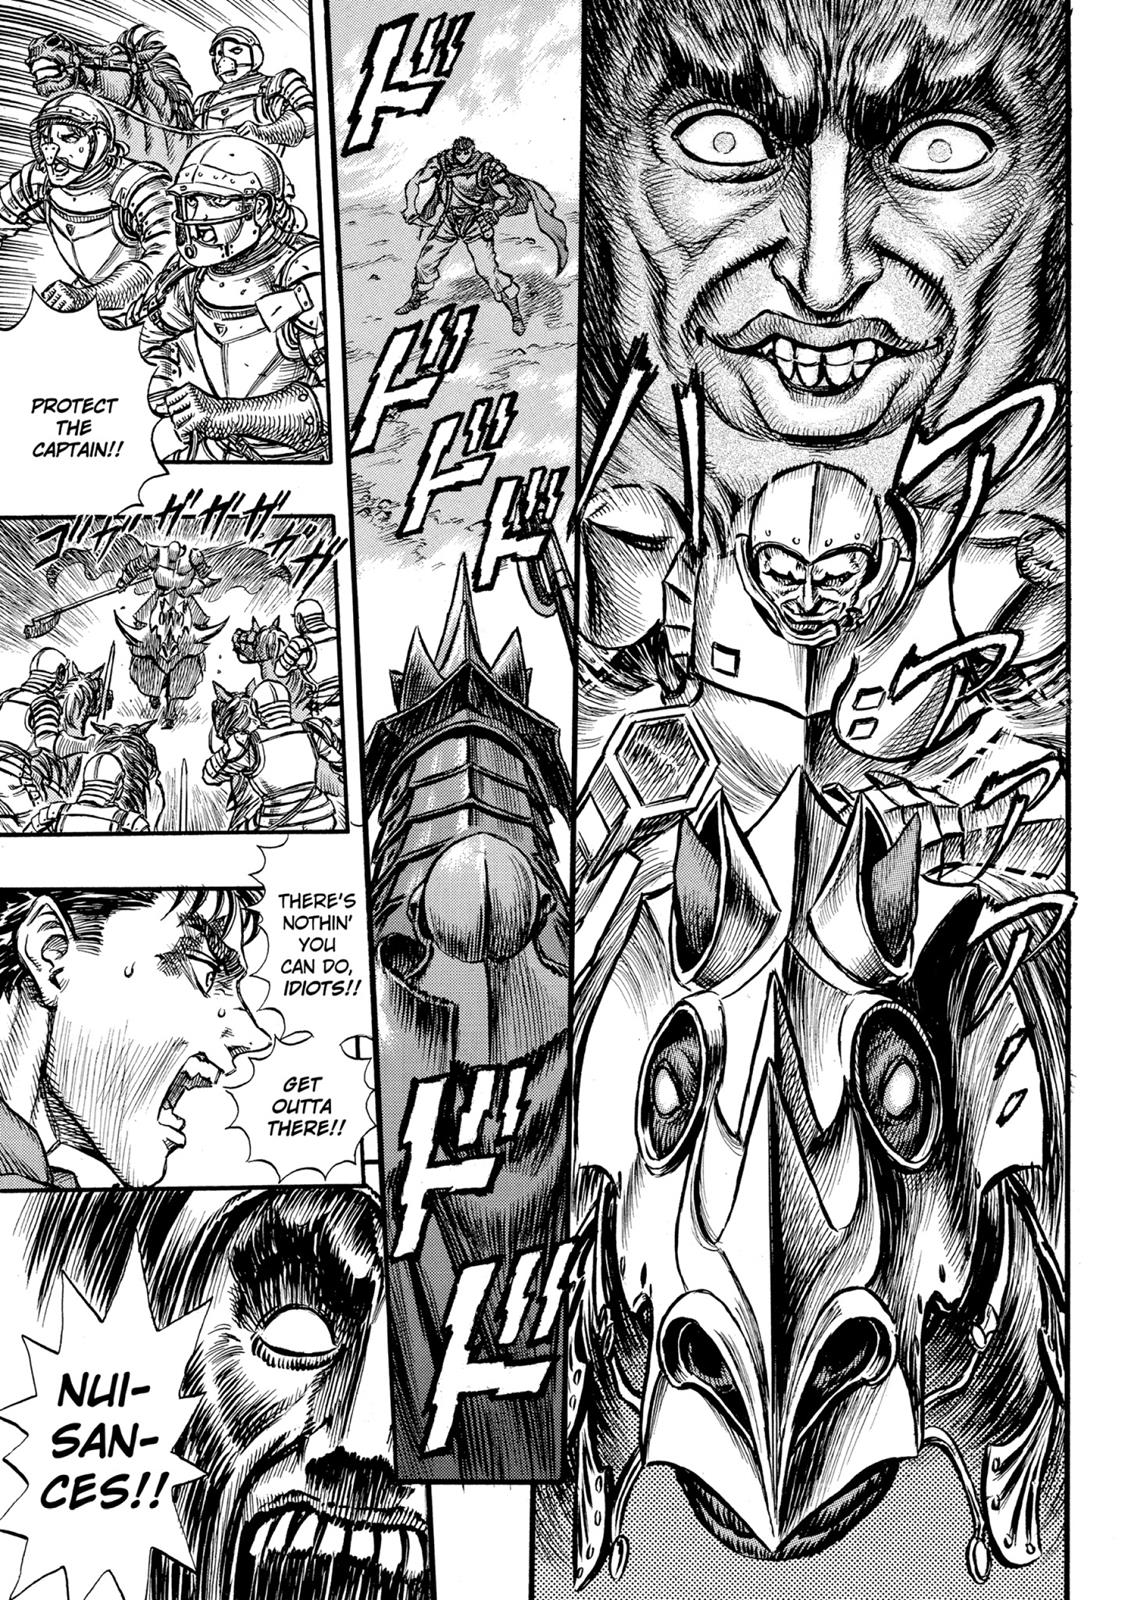 ドドドド
ドド
PROTECT
THE
CAPTAIN!!
THERE'S
NOTHIN'
YOU
CAN DO,
IDIOTS!!
GET
OUTTA
THERE!!
NUI-
SAN-
CES!!